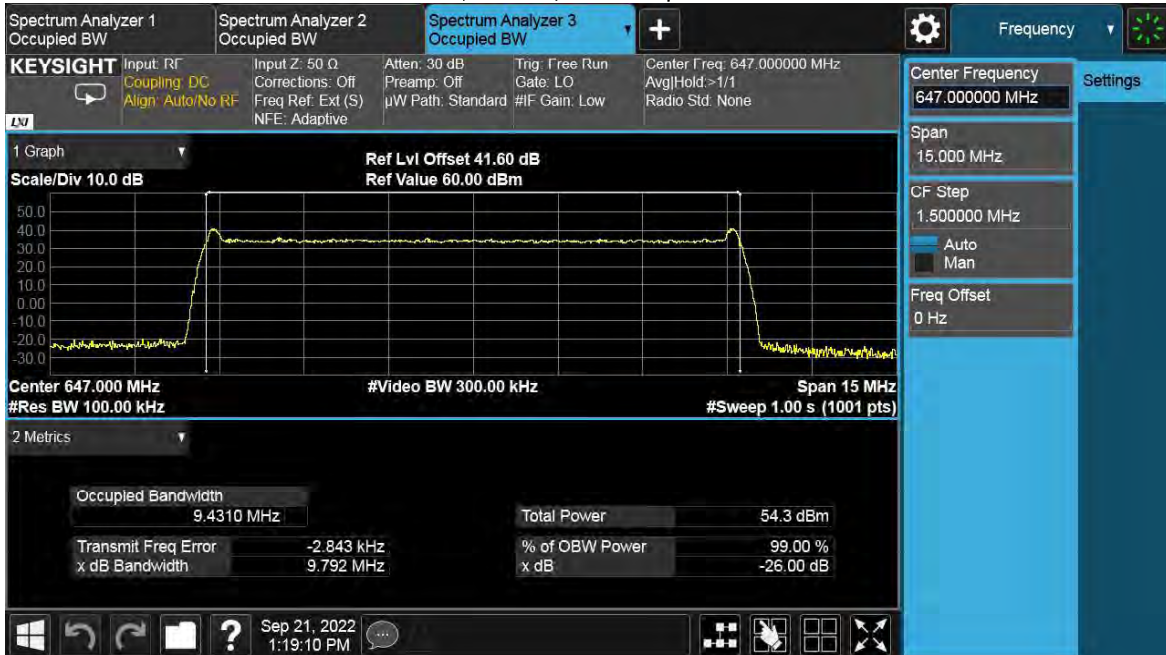 Spectrum Analyzer 1
Occupied BW
Spectrum Analyzer 2
Occupied BW
Spectrum Analyzer 3
Occupied BW
Frequency
KEYSIGHT
LXI
Input: RF
Coupling: DC
Align: Auto/No RF
Input Z: 50 Ω
Corrections: Off
Freq Ref: Ext (S)
NFE: Adaptive
Atten: 30 dB
Preamp: Off
µW Path: Standard
Trig: Free Run
Gate: LO
#IF Gain: Low
Center Freq: 647.000000 MHz
Avg|Hold:>1/1
Radio Std: None
Center Frequency
647.000000 MHz
Settings
Span
15.000 MHz
CF Step
1.500000 MHz
Auto
Man
Freq Offset
0 Hz
1 Graph
Scale/Div 10.0 dB
Ref Lvl Offset 41.60 dB
Ref Value 60.00 dBm
50.0
40.0
30.0
20.0
10.0
0.00
-10.0
-20.0
-30.0
Center 647.000 MHz
#Res BW 100.00 kHz
#Video BW 300.00 kHz
Span 15 MHz
#Sweep 1.00 s (1001 pts)
2 Metrics
Occupied Bandwidth
9.4310 MHz
Total Power 54.3 dBm
Transmit Freq Error -2.843 kHz
% of OBW Power 99.00 %
x dB Bandwidth 9.792 MHz
x dB -26.00 dB
Sep 21, 2022
1:19:10 PM